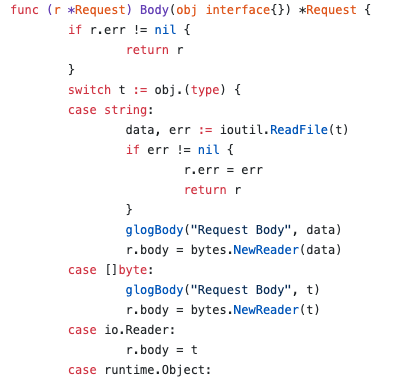 func (r *Request) Body(obj interface{}) *Request {
        if r.err != nil {
                return r
        }
        switch t := obj.(type) {
        case string:
                data, err := ioutil.ReadFile(t)
                if err != nil {
                        r.err = err
                        return r
                }
                glogBody("Request Body", data)
                r.body = bytes.NewReader(data)
        case []byte:
                glogBody("Request Body", t)
                r.body = bytes.NewReader(t)
        case io.Reader:
                r.body = t
        case runtime.Object: